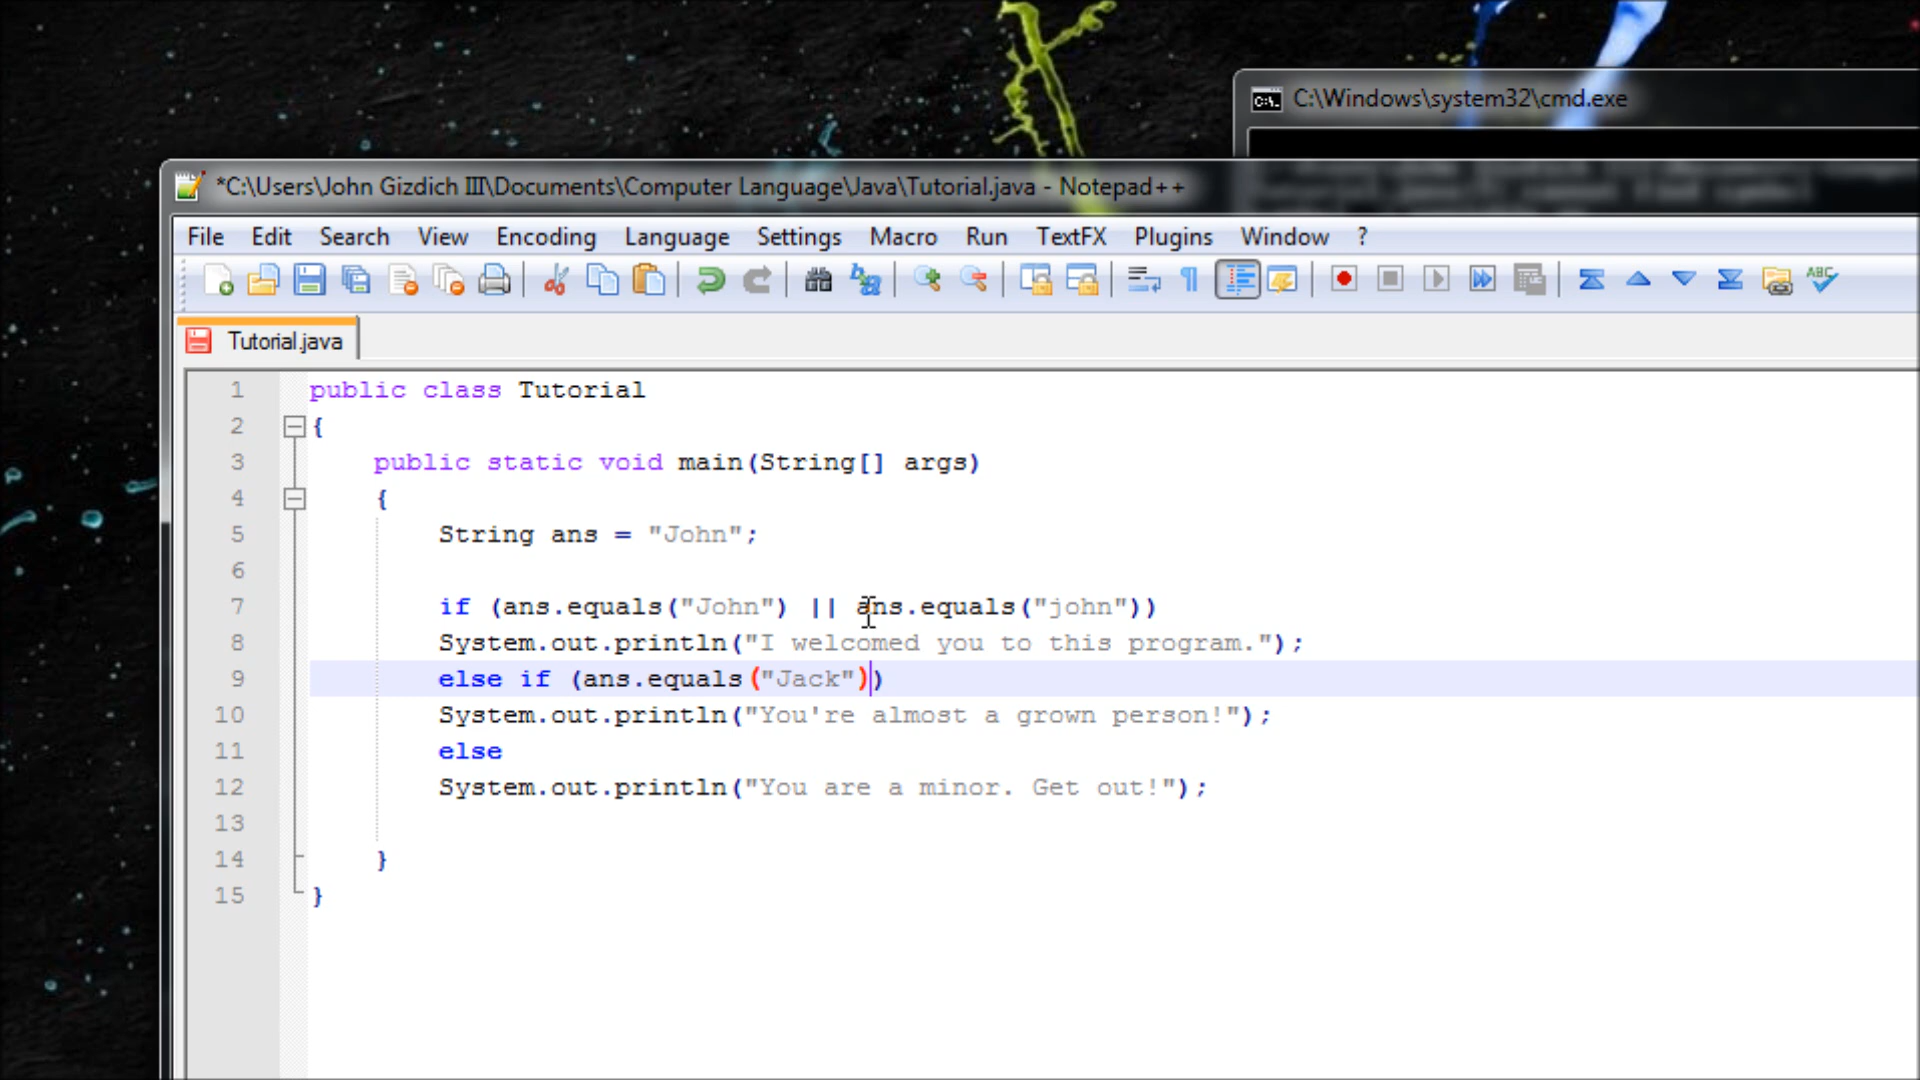 C:\Windows\system32\cmd.exe
*C:\Users\John Gizdich III\Documents\Computer Language\Java\Tutorial.java - Notepad++
File Edit Search View Encoding Language Settings Macro Run TextFX Plugins Window ?
Tutorial.java
1 public class Tutorial
2 {
3 public static void main(String[] args)
4 {
5 String ans = "John";
6
7 if (ans.equals("John") || ans.equals("john"))
8 System.out.println("I welcomed you to this program.");
9 else if (ans.equals("Jack"))
10 System.out.println("You're almost a grown person!");
11 else
12 System.out.println("You are a minor. Get out!");
13
14 }
15 }